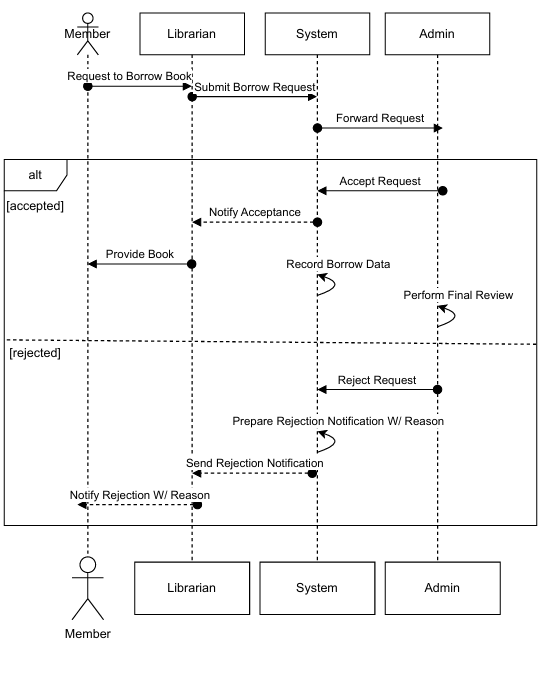 Member
Librarian
System
Admin
Request to Borrow Book
Submit Borrow Request
Forward Request
alt
Accept Request
[accepted]
Notify Acceptance
Provide Book
Record Borrow Data
Perform Final Review
[rejected]
Reject Request
Prepare Rejection Notification W/ Reason
Send Rejection Notification
Notify Rejection W/ Reason
Librarian
System
Admin
Member